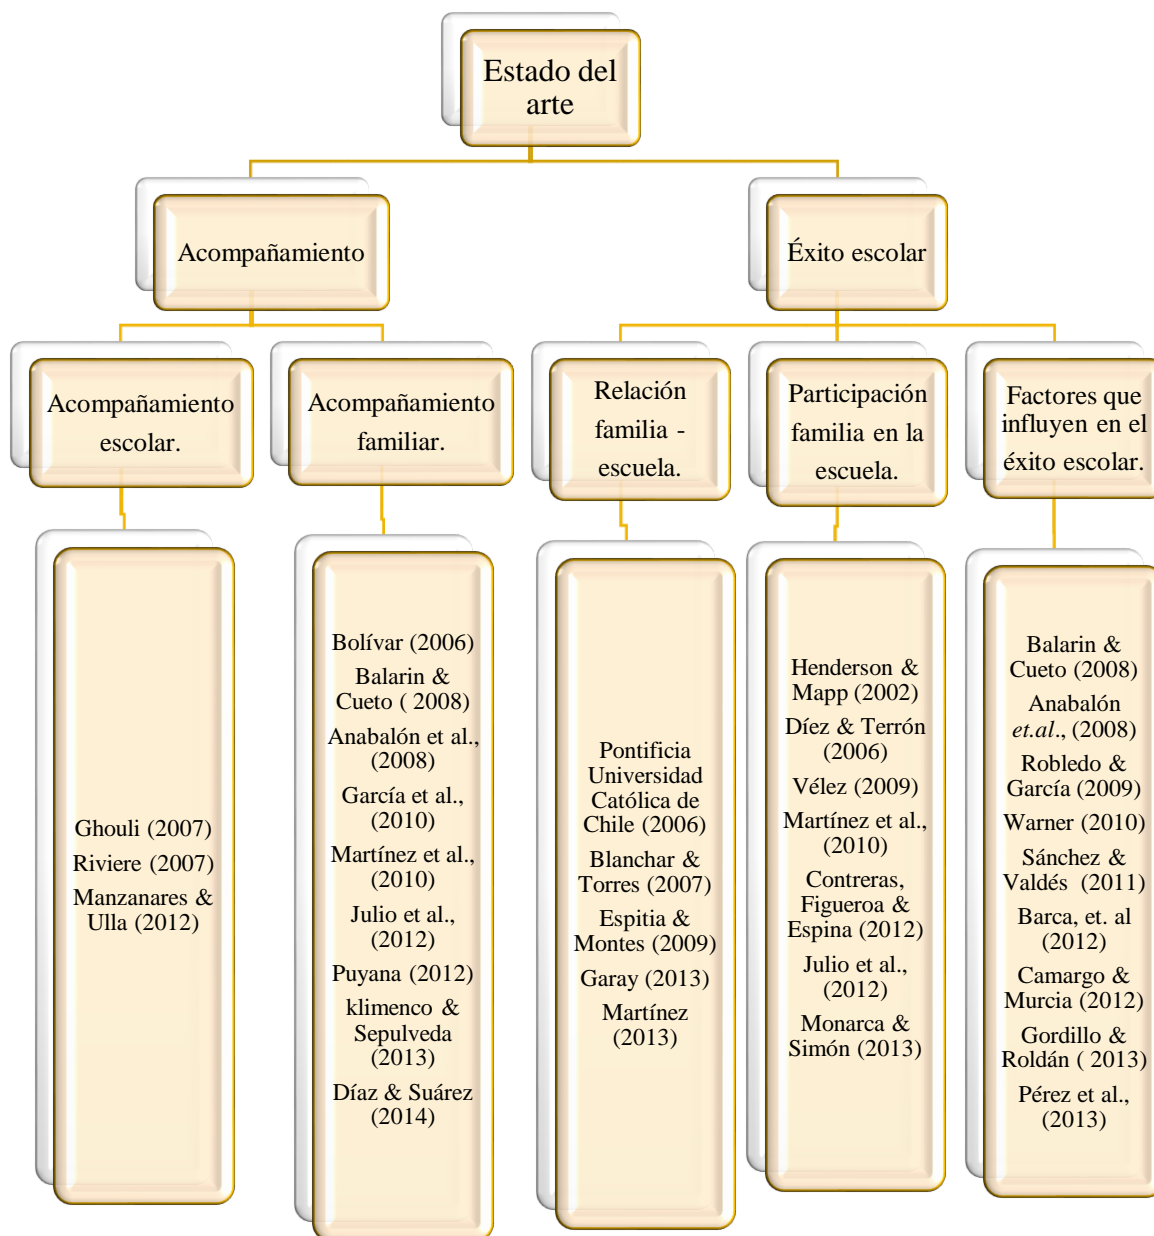 Estado del
arte
Acompañamiento
Éxito escolar
Acompañamiento
escolar.
Acompañamiento
familiar.
Relación
familia -
escuela.
Participación
familia en la
escuela.
Factores que
influyen en el
éxito escolar.
Ghouli (2007)
Riviere (2007)
Manzanares &
Ulla (2012)
Bolívar (2006)
Balarin &
Cueto ( 2008)
Anabalón et al.,
(2008)
García et al.,
(2010)
Martínez et al.,
(2010)
Julio et al.,
(2012)
Puyana (2012)
klimenco &
Sepulveda
(2013)
Díaz & Suárez
(2014)
Pontificia
Universidad
Católica de
Chile (2006)
Blanchar &
Torres (2007)
Espitia &
Montes (2009)
Garay (2013)
Martínez
(2013)
Henderson &
Mapp (2002)
Díez & Terrón
(2006)
Vélez (2009)
Martínez et al.,
(2010)
Contreras,
Figueroa &
Espina (2012)
Julio et al.,
(2012)
Monarca &
Simón (2013)
Balarin &
Cueto (2008)
Anabalón
et.al., (2008)
Robledo &
García (2009)
Warner (2010)
Sánchez &
Valdés (2011)
Barca, et. al
(2012)
Camargo &
Murcia (2012)
Gordillo &
Roldán ( 2013)
Pérez et al.,
(2013)